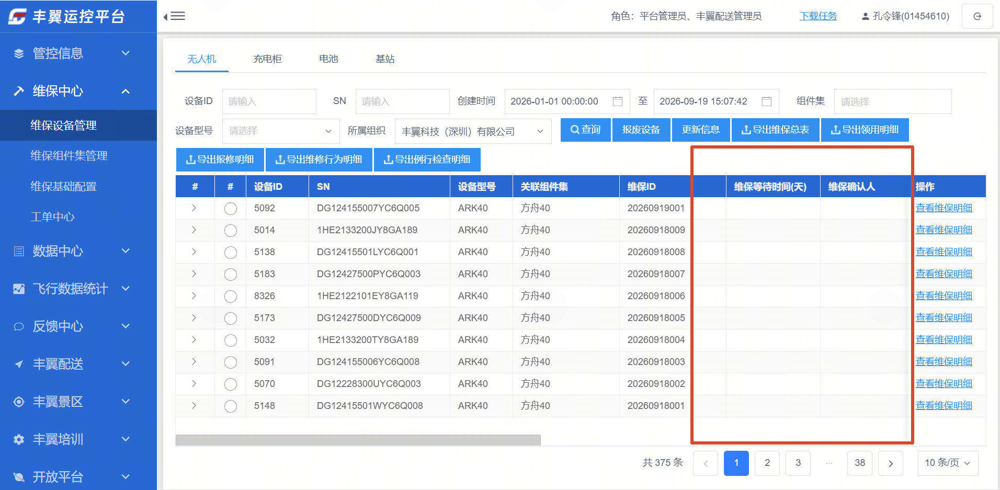 丰翼运控平台
角色：平台管理员、丰翼配送管理员
下载任务
孔令锋(01454610)
管控信息
维保中心
维保设备管理
维保组件集管理
维保基础配置
工单中心
数据中心
飞行数据统计
反馈中心
丰翼配送
丰翼景区
丰翼培训
开放平台
无人机 充电柜 电池 基站
设备ID 请输入 SN 请输入 创建时间 2026-01-01 00:00:00 至 2026-09-19 15:07:42 组件集 请选择
设备型号 请选择 所属组织 丰翼科技（深圳）有限公司 查询 报废设备 更新信息 导出维保总表 导出领用明细
导出报修明细 导出维修行为明细 导出例行检查明细
# # 设备ID SN 设备型号 关联组件集 维保ID 维保等待时间(天) 维保确认人 操作
5092 DG124155007YC6Q005 ARK40 方舟40 20260919001 查看维保明细
5014 1HE2133200JY8GA189 ARK40 方舟40 20260918009 查看维保明细
5138 DG12415501LYC6Q001 ARK40 方舟40 20260918008 查看维保明细
5183 DG12427500PYC6Q003 ARK40 方舟40 20260918007 查看维保明细
8326 1HE2122101EY8GA119 ARK40 方舟40 20260918006 查看维保明细
5173 DG12427500DYC6Q009 ARK40 方舟40 20260918005 查看维保明细
5032 1HE2133200TY8GA189 ARK40 方舟40 20260918004 查看维保明细
5091 DG124155006YC6Q008 ARK40 方舟40 20260918003 查看维保明细
5070 DG12228300UYC6Q003 ARK40 方舟40 20260918002 查看维保明细
5148 DG12415501WYC6Q008 ARK40 方舟40 20260918001 查看维保明细
共 375 条 1 2 3 ... 38 10 条/页